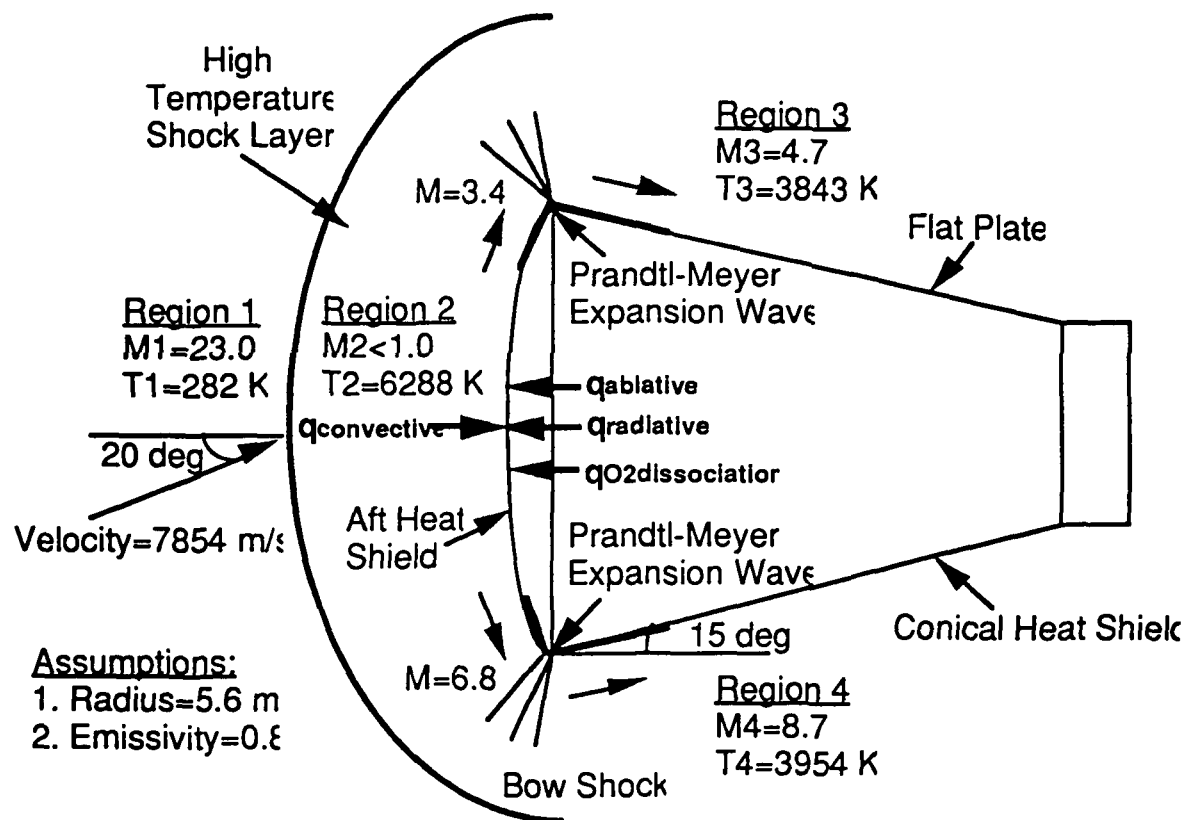 High
Temperature
Shock Layer
Region 3
M3=4.7
T3=3843 K
M=3.4
Flat Plate
Prandtl-Meyer
Expansion Wave
Region 1
M1=23.0
T1=282 K
Region 2
M2<1.0
T2=6288 K
qablative
qconvective
qradiative
20 deg
qO2dissociatior
Velocity=7854 m/s
Aft Heat
Shield
Prandtl-Meyer
Expansion Wave
15 deg
Conical Heat Shield
Assumptions:
1. Radius=5.6 m
2. Emissivity=0.8
M=6.8
Region 4
M4=8.7
T4=3954 K
Bow Shock